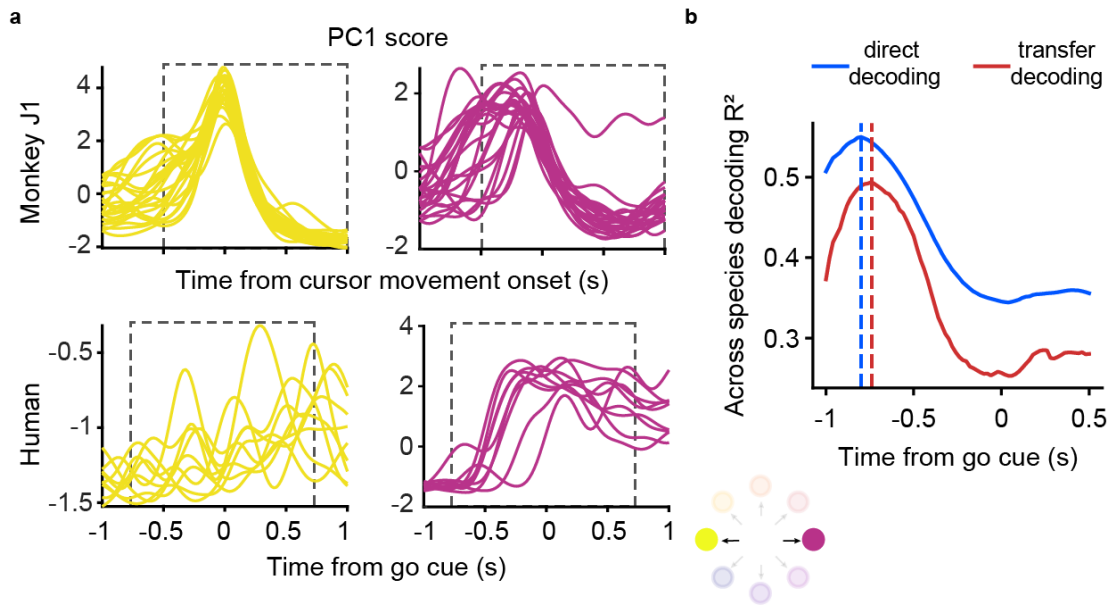 a
PC1 score
Monkey J1
4
2
0
-2
2
0
-2
Time from cursor movement onset (s)
Human
-0.5
-1
-1.5
-1
-0.5
0
0.5
1
4
2
0
-2
-1
-0.5
0
0.5
1
Time from go cue (s)
b
direct
decoding
transfer
decoding
Across species decoding R²
0.5
0.4
0.3
-1
-0.5
0
0.5
Time from go cue (s)